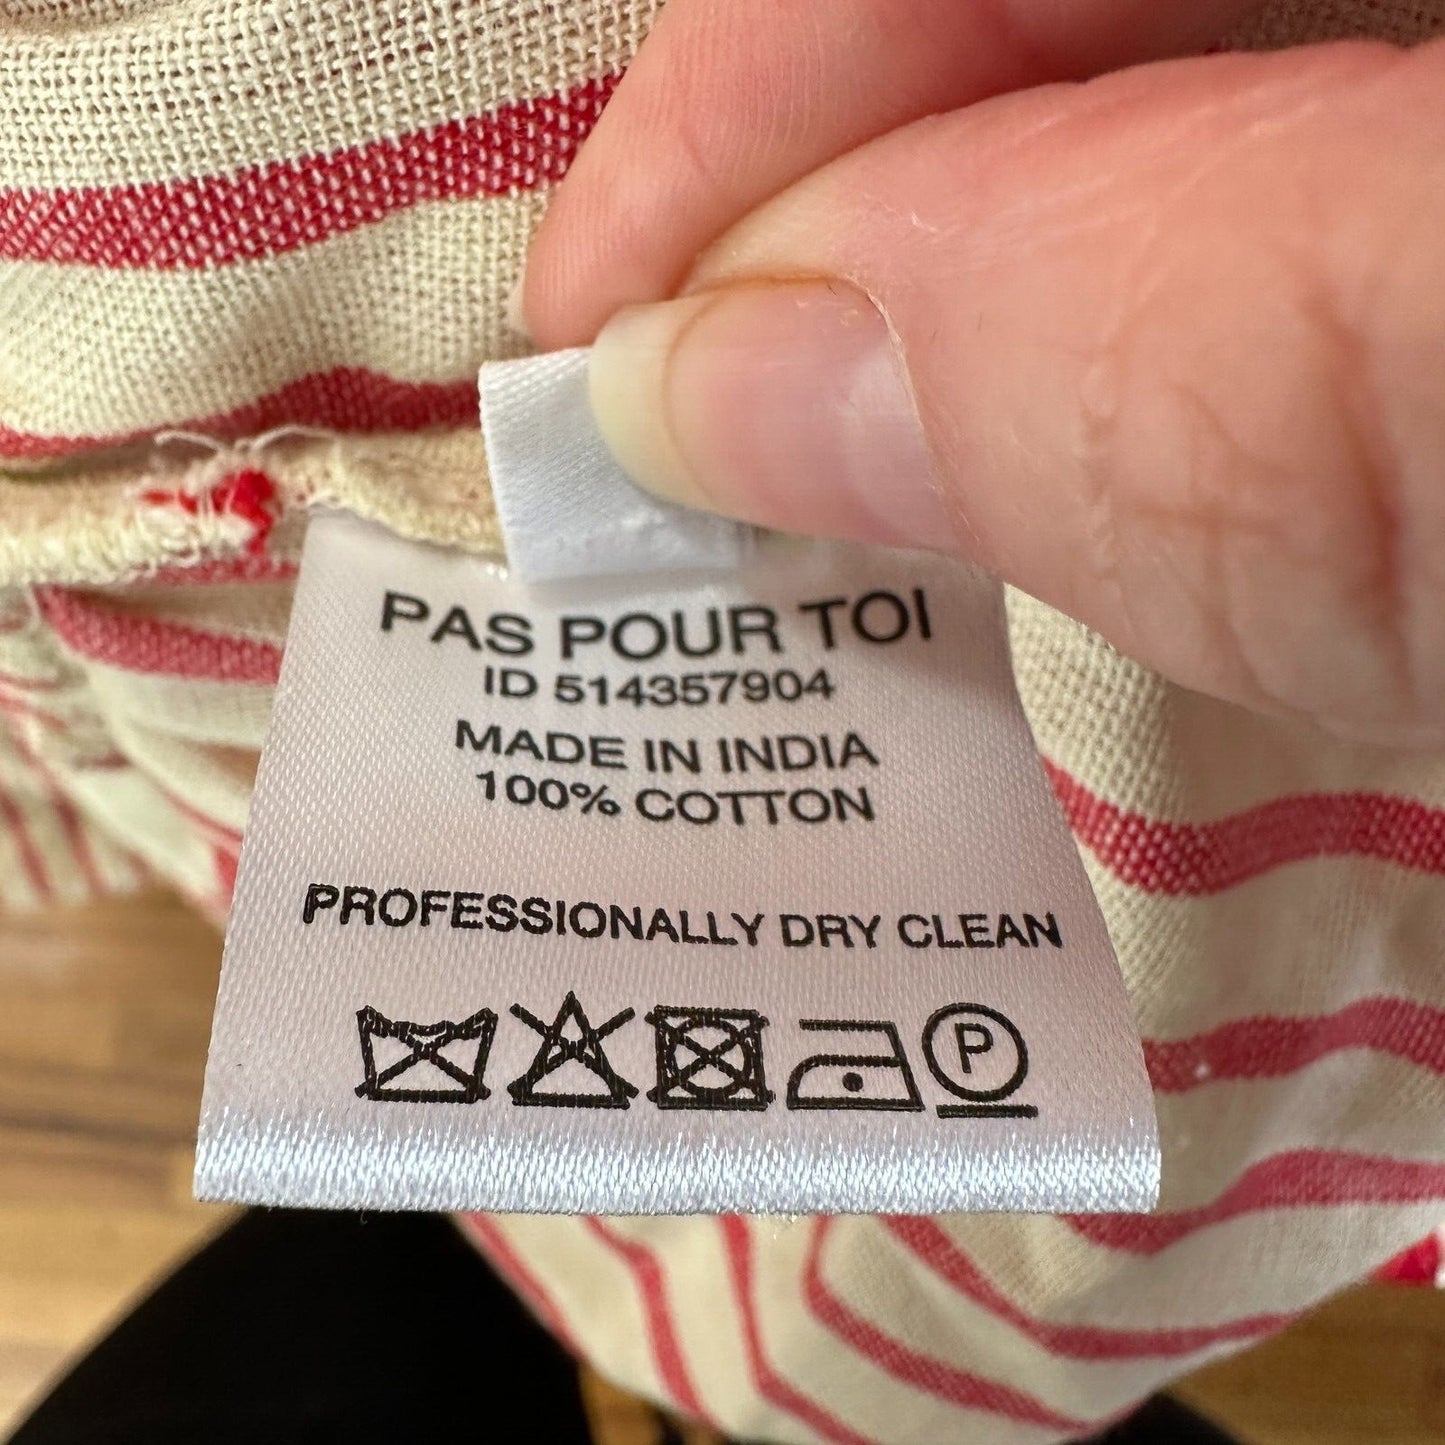 PAS POUR TOI
ID 514357904
MADE IN INDIA
100% COTTON
PROFESSIONALLY DRY CLEAN
P